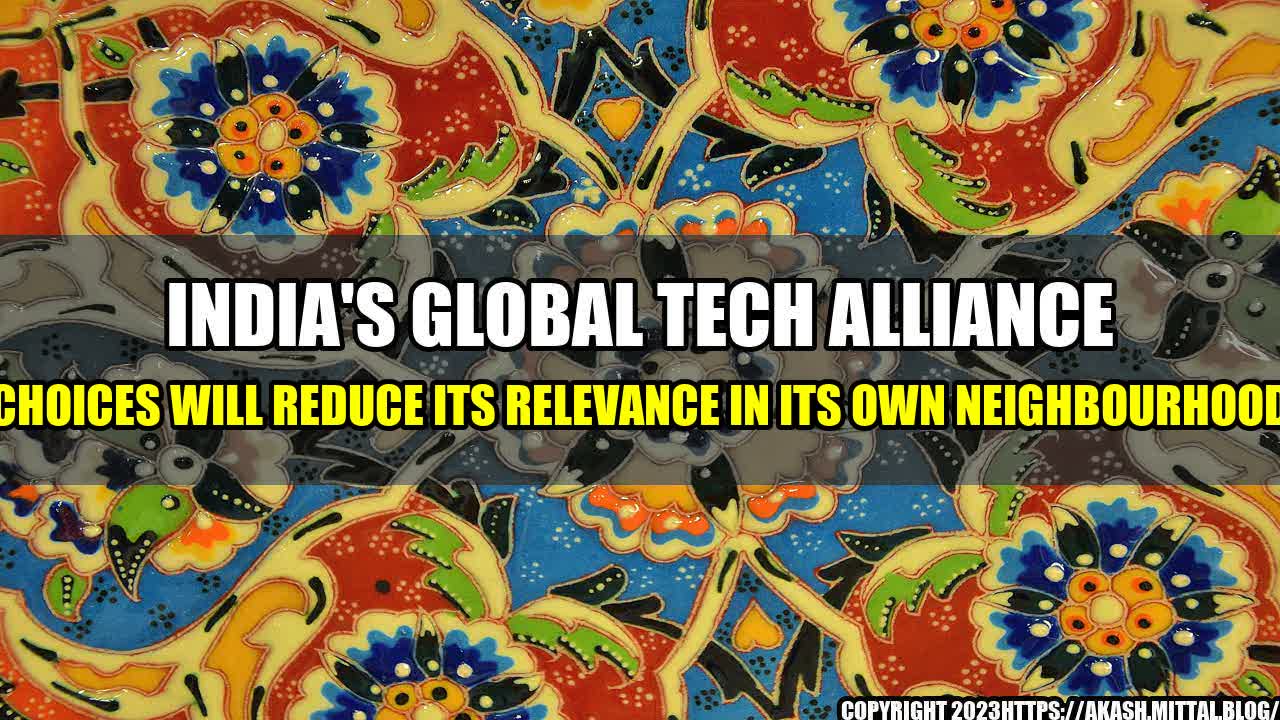 INDIA'S GLOBAL TECH ALLIANCE
CHOICES WILL REDUCE ITS RELEVANCE IN ITS OWN NEIGHBOURHOOD
COPYRIGHT 2023HTTPS://AKASH.MITTAL.BLOG/